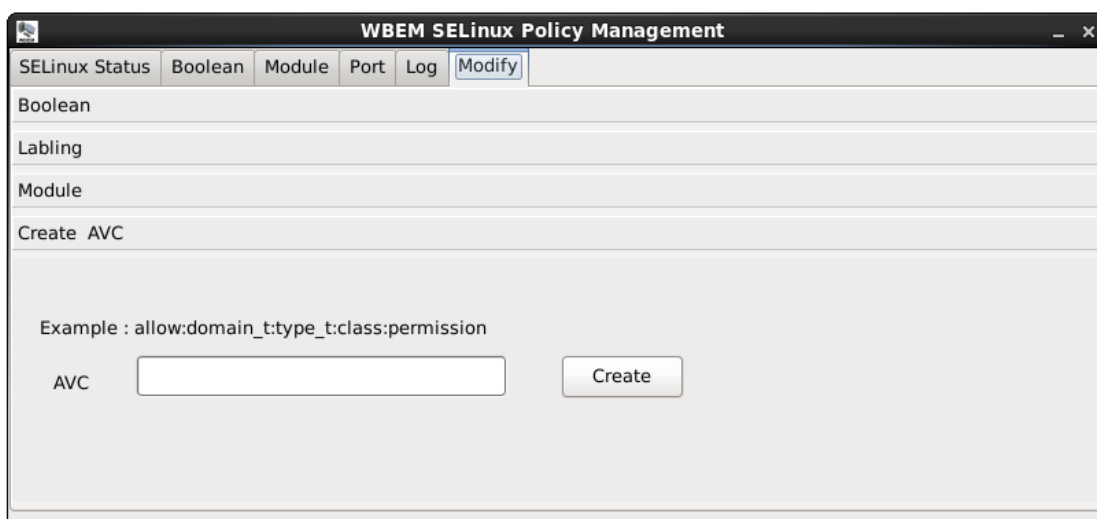 WBEM SELinux Policy Management
SELinux Status Boolean Module Port Log Modify
Boolean
Labling
Module
Create AVC
Example : allow:domain_t:type_t:class:permission
AVC Create